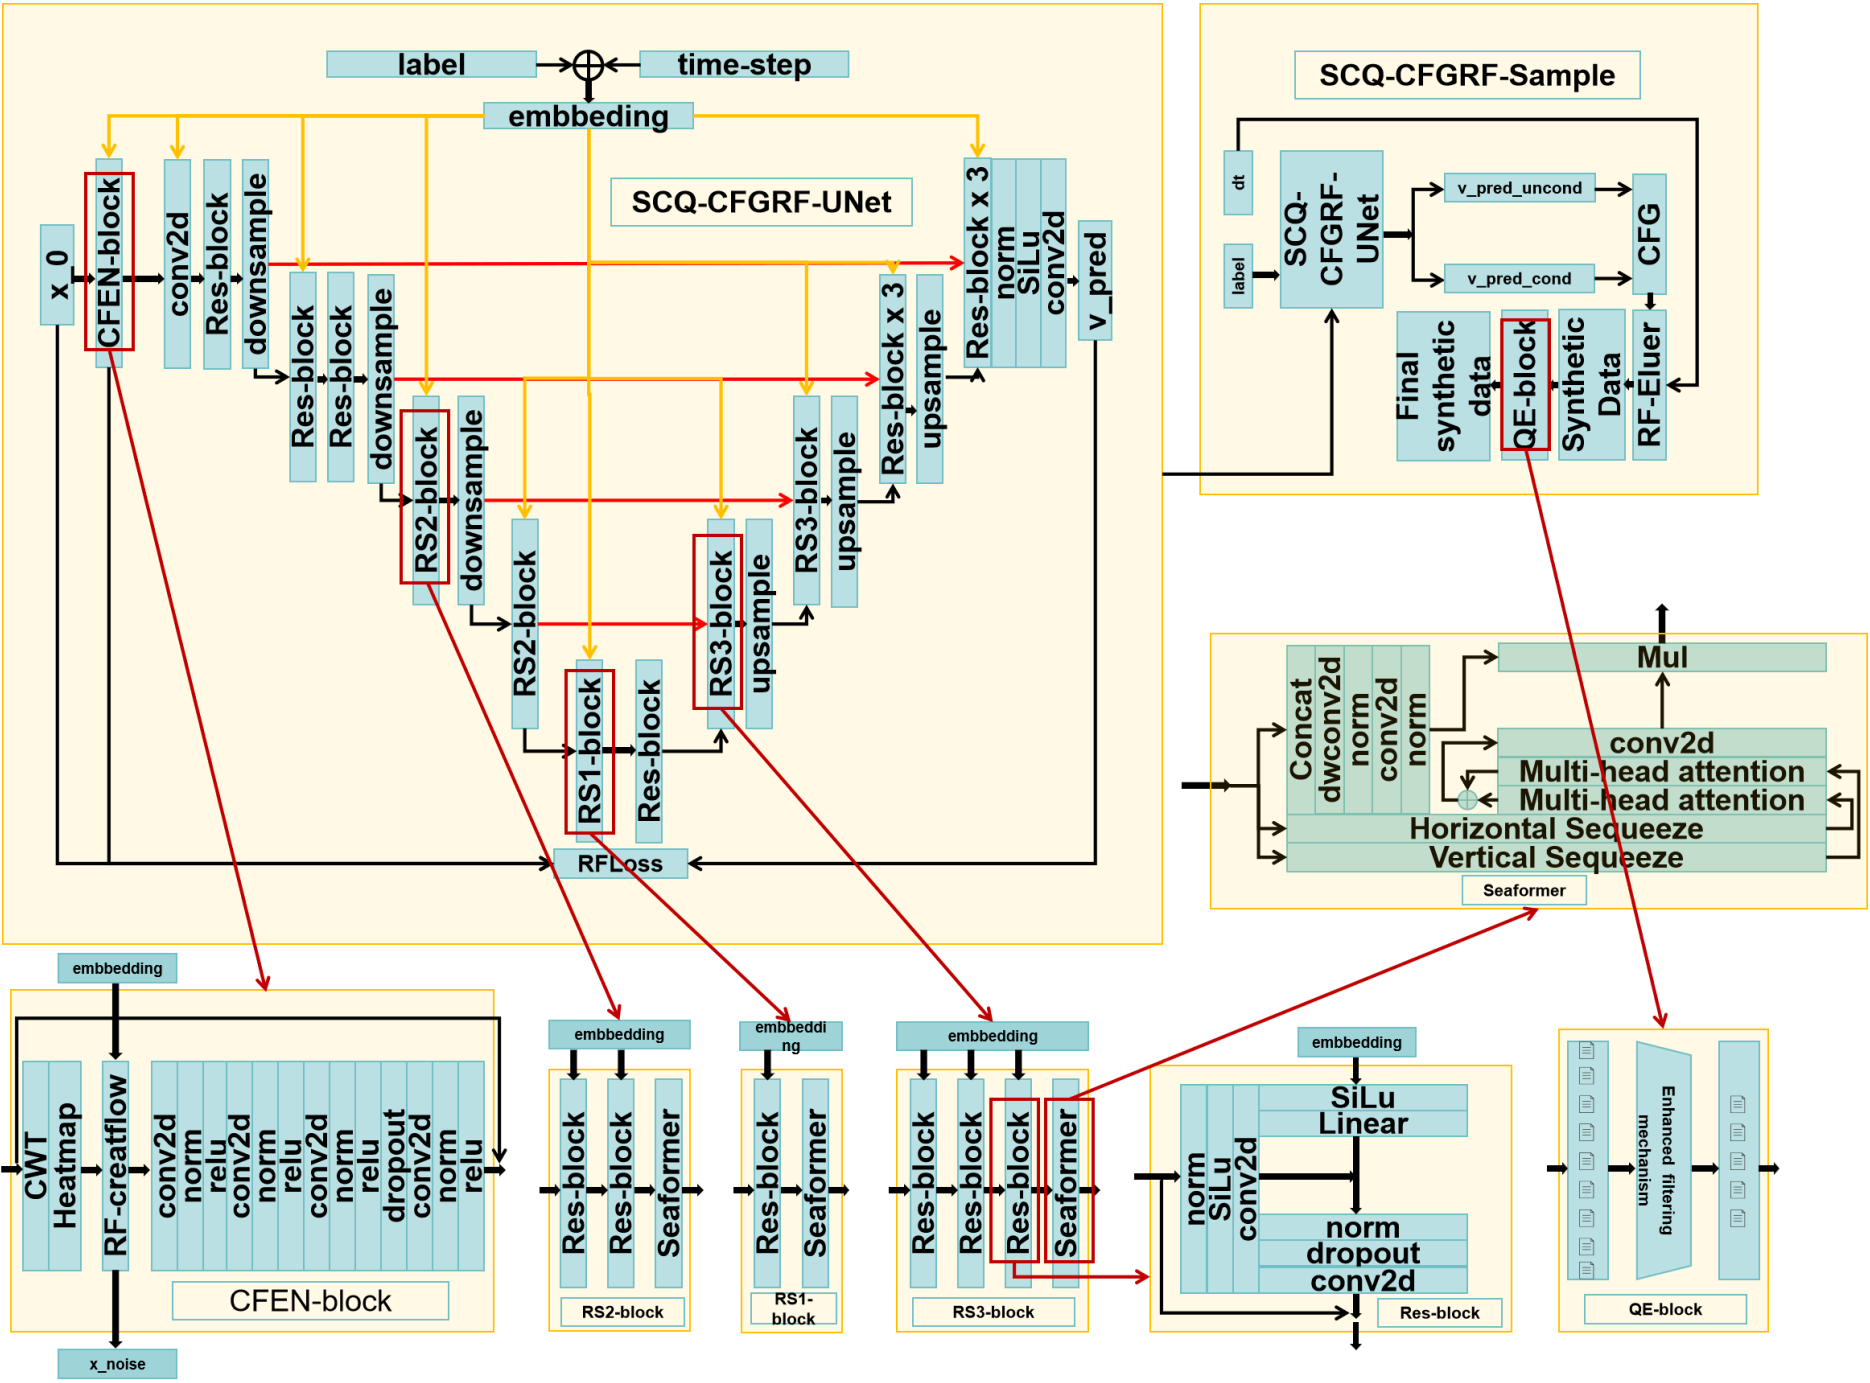 label
time-step
embbeding
SCQ-CFGRF-UNet
x_0
CFEN-block
conv2d
Res-block
downsample
Res-block
Res-block
downsample
RS2-block
downsample
RS2-block
RS1-block
Res-block
RS3-block
upsample
RS3-block
upsample
Res-block x 3
upsample
Res-block x 3
norm
SiLu
conv2d
v_pred
RFLoss
SCQ-CFGRF-Sample
dt
label
SCQ-
CFGRF-
UNet
v_pred_uncond
v_pred_cond
CFG
RF-Eluer
Synthetic
Data
QE-block
Final
synthetic
data
Mul
Concat
dwconv2d
norm
conv2d
norm
conv2d
Multi-head attention
Multi-head attention
Horizontal Sequeeze
Vertical Sequeeze
Seaformer
embbedding
CWT
Heatmap
RF-creatflow
conv2d
norm
relu
conv2d
norm
relu
conv2d
norm
relu
dropout
conv2d
norm
relu
CFEN-block
x_noise
embbedding
Res-block
Res-block
Seaformer
RS2-block
embbeddi
ng
Res-block
Seaformer
RS1-
block
embbedding
Res-block
Res-block
Res-block
Seaformer
RS3-block
embbedding
SiLu
Linear
norm
SiLu
conv2d
norm
dropout
conv2d
Res-block
Enhanced filtering
mechanism
QE-block